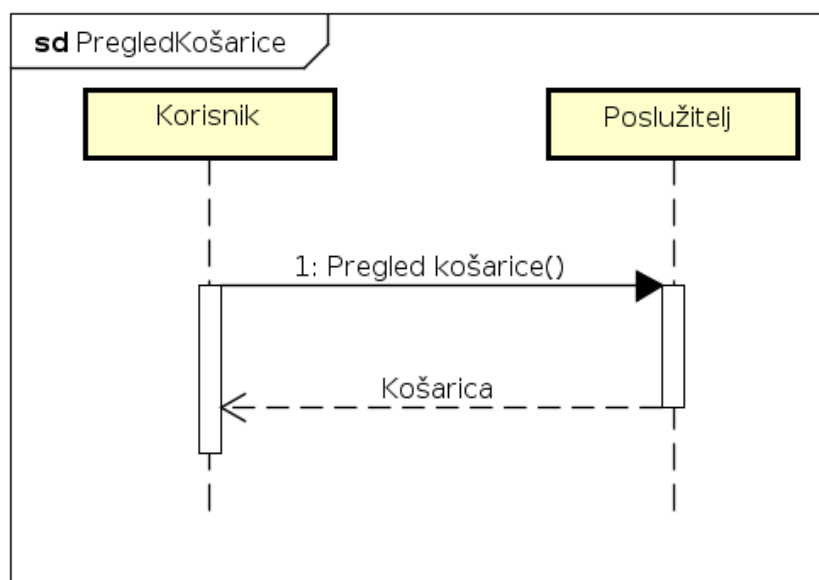 sd PregledKošarice
Korisnik
Poslužitelj
1: Pregled košarice()
Košarica